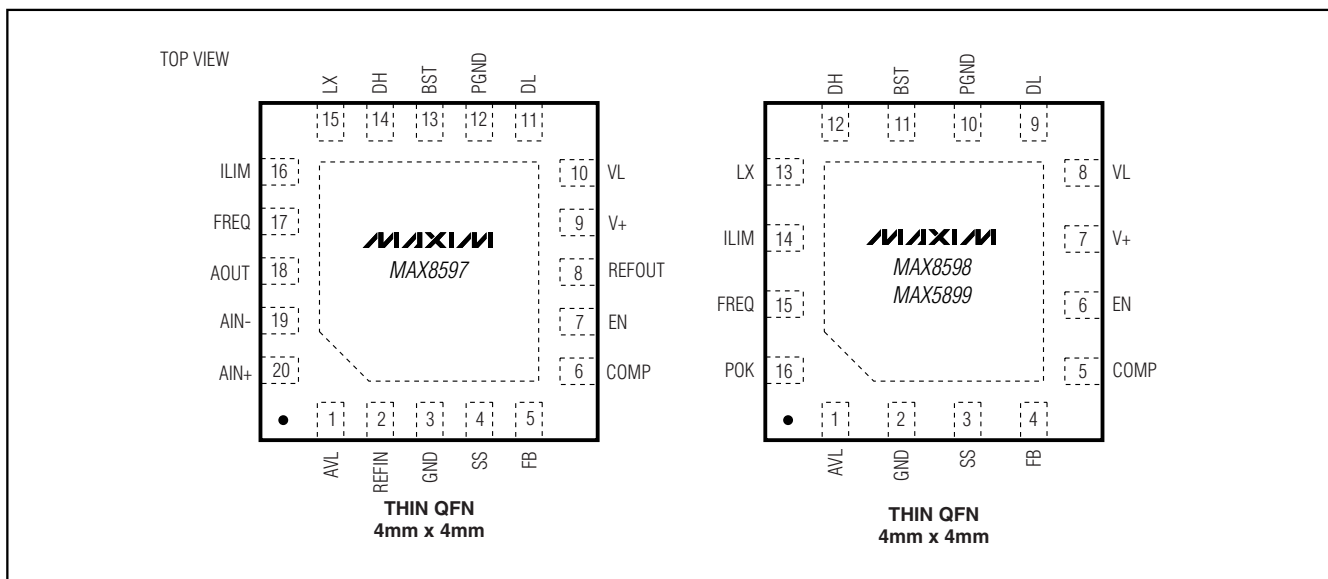 TOP VIEW
LX DH BST PGND DL
15 14 13 12 11
ILIM 16
FREQ 17
AOUT 18
AIN- 19
AIN+ 20
10 VL
9 V+
8 REFOUT
7 EN
6 COMP
MAXIM
MAX8597
1 2 3 4 5
AVL REFIN GND SS FB
THIN QFN
4mm x 4mm
DH BST PGND DL
12 11 10 9
LX 13
ILIM 14
FREQ 15
POK 16
8 VL
7 V+
6 EN
5 COMP
MAXIM
MAX8598
MAX5899
1 2 3 4
AVL GND SS FB
THIN QFN
4mm x 4mm